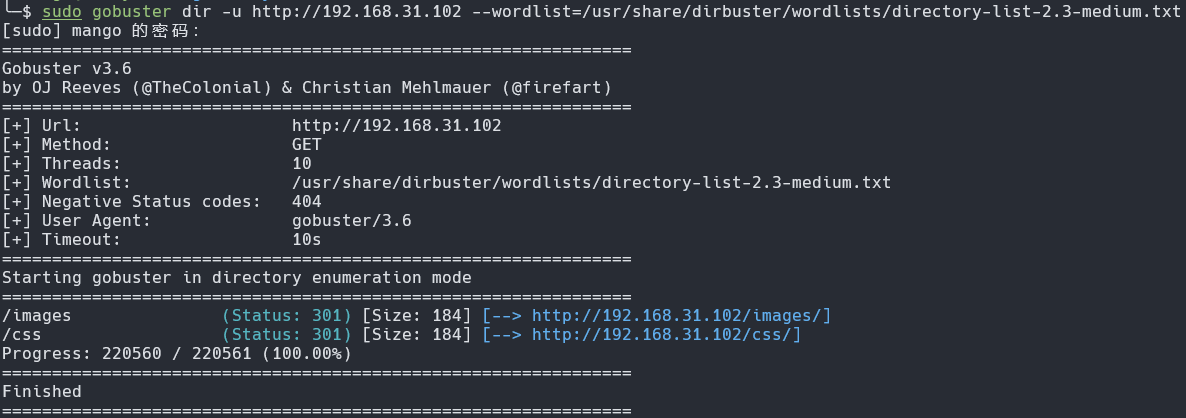 └─$ sudo gobuster dir -u http://192.168.31.102 --wordlist=/usr/share/dirbuster/wordlists/directory-list-2.3-medium.txt
[sudo] mango 的密码：
===============================================================
Gobuster v3.6
by OJ Reeves (@TheColonial) & Christian Mehlmauer (@firefart)
===============================================================
[+] Url:                     http://192.168.31.102
[+] Method:                  GET
[+] Threads:                 10
[+] Wordlist:                /usr/share/dirbuster/wordlists/directory-list-2.3-medium.txt
[+] Negative Status codes:   404
[+] User Agent:              gobuster/3.6
[+] Timeout:                 10s
===============================================================
Starting gobuster in directory enumeration mode
===============================================================
/images               (Status: 301) [Size: 184] [--> http://192.168.31.102/images/]
/css                  (Status: 301) [Size: 184] [--> http://192.168.31.102/css/]
Progress: 220560 / 220561 (100.00%)
===============================================================
Finished
===============================================================